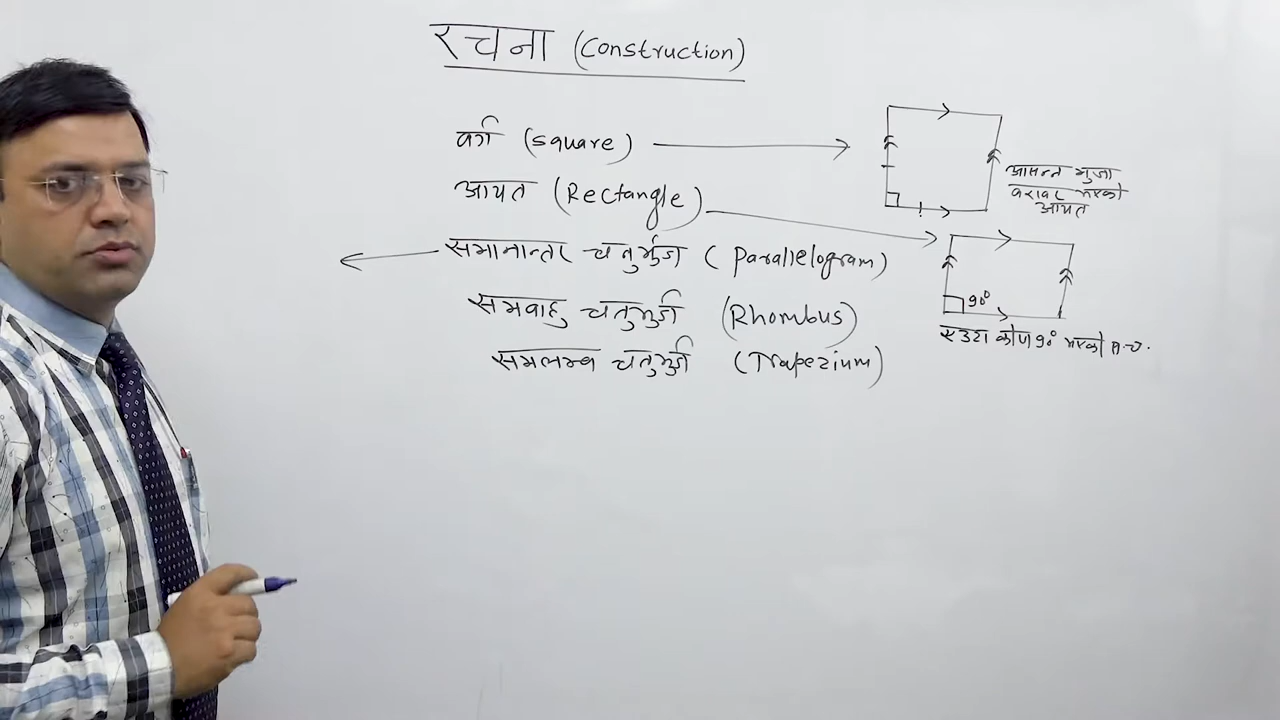 रचना (Construction)
वर्ग (square)
आयत (Rectangle)
समानान्तर चतुर्भुज (Parallelogram)
समबाहु चतुर्भुज (Rhombus)
समलम्ब चतुर्भुज (Trapezium)
आसन्न भुजा
बराबर भएको
आयत
90°
एउटा कोण 90° भएको स.च.